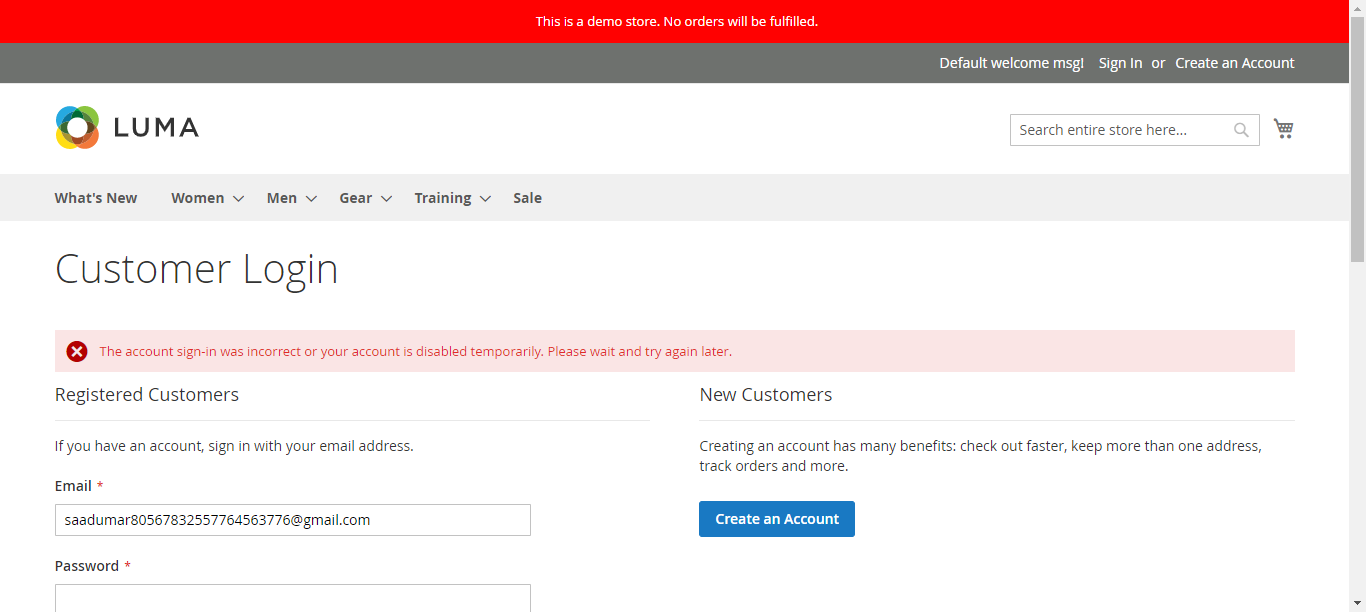 This is a demo store. No orders will be fulfilled.
Default welcome msg! Sign In or Create an Account
LUMA
Search entire store here...
What's New Women Men Gear Training Sale
Customer Login
The account sign-in was incorrect or your account is disabled temporarily. Please wait and try again later.
Registered Customers
If you have an account, sign in with your email address.
Email *
saadumar80567832557764563776@gmail.com
Password *
New Customers
Creating an account has many benefits: check out faster, keep more than one address,
track orders and more.
Create an Account